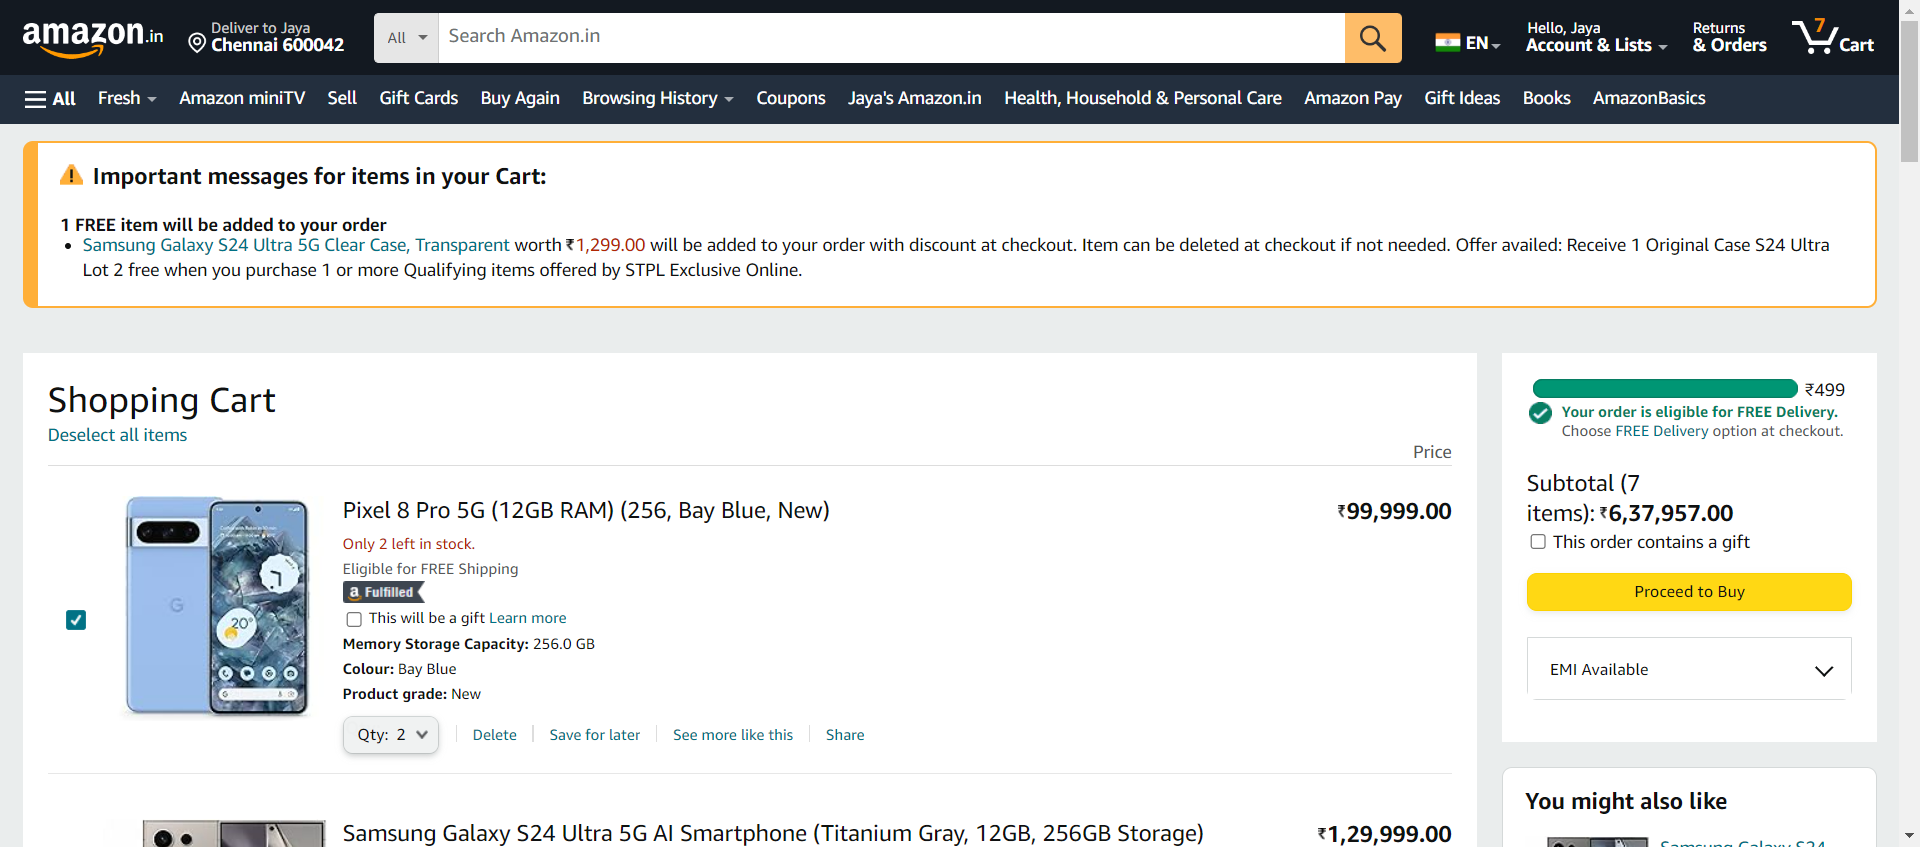 amazon.in
Deliver to Jaya
Chennai 600042
All
Search Amazon.in
EN
Hello, Jaya
Account & Lists
Returns
& Orders
7
Cart
All
Fresh
Amazon miniTV
Sell
Gift Cards
Buy Again
Browsing History
Coupons
Jaya's Amazon.in
Health, Household & Personal Care
Amazon Pay
Gift Ideas
Books
AmazonBasics
Important messages for items in your Cart:
1 FREE item will be added to your order
• Samsung Galaxy S24 Ultra 5G Clear Case, Transparent worth ₹1,299.00 will be added to your order with discount at checkout. Item can be deleted at checkout if not needed. Offer availed: Receive 1 Original Case S24 Ultra
Lot 2 free when you purchase 1 or more Qualifying items offered by STPL Exclusive Online.
Shopping Cart
Deselect all items
Price
Pixel 8 Pro 5G (12GB RAM) (256, Bay Blue, New)
₹99,999.00
Only 2 left in stock.
Eligible for FREE Shipping
a Fulfilled
This will be a gift Learn more
Memory Storage Capacity: 256.0 GB
Colour: Bay Blue
Product grade: New
Qty: 2
Delete
Save for later
See more like this
Share
20°
G
Samsung Galaxy S24 Ultra 5G AI Smartphone (Titanium Gray, 12GB, 256GB Storage)
₹1,29,999.00
₹499
Your order is eligible for FREE Delivery.
Choose FREE Delivery option at checkout.
Subtotal (7
items): ₹6,37,957.00
This order contains a gift
Proceed to Buy
EMI Available
You might also like
Samsung Galaxy S24